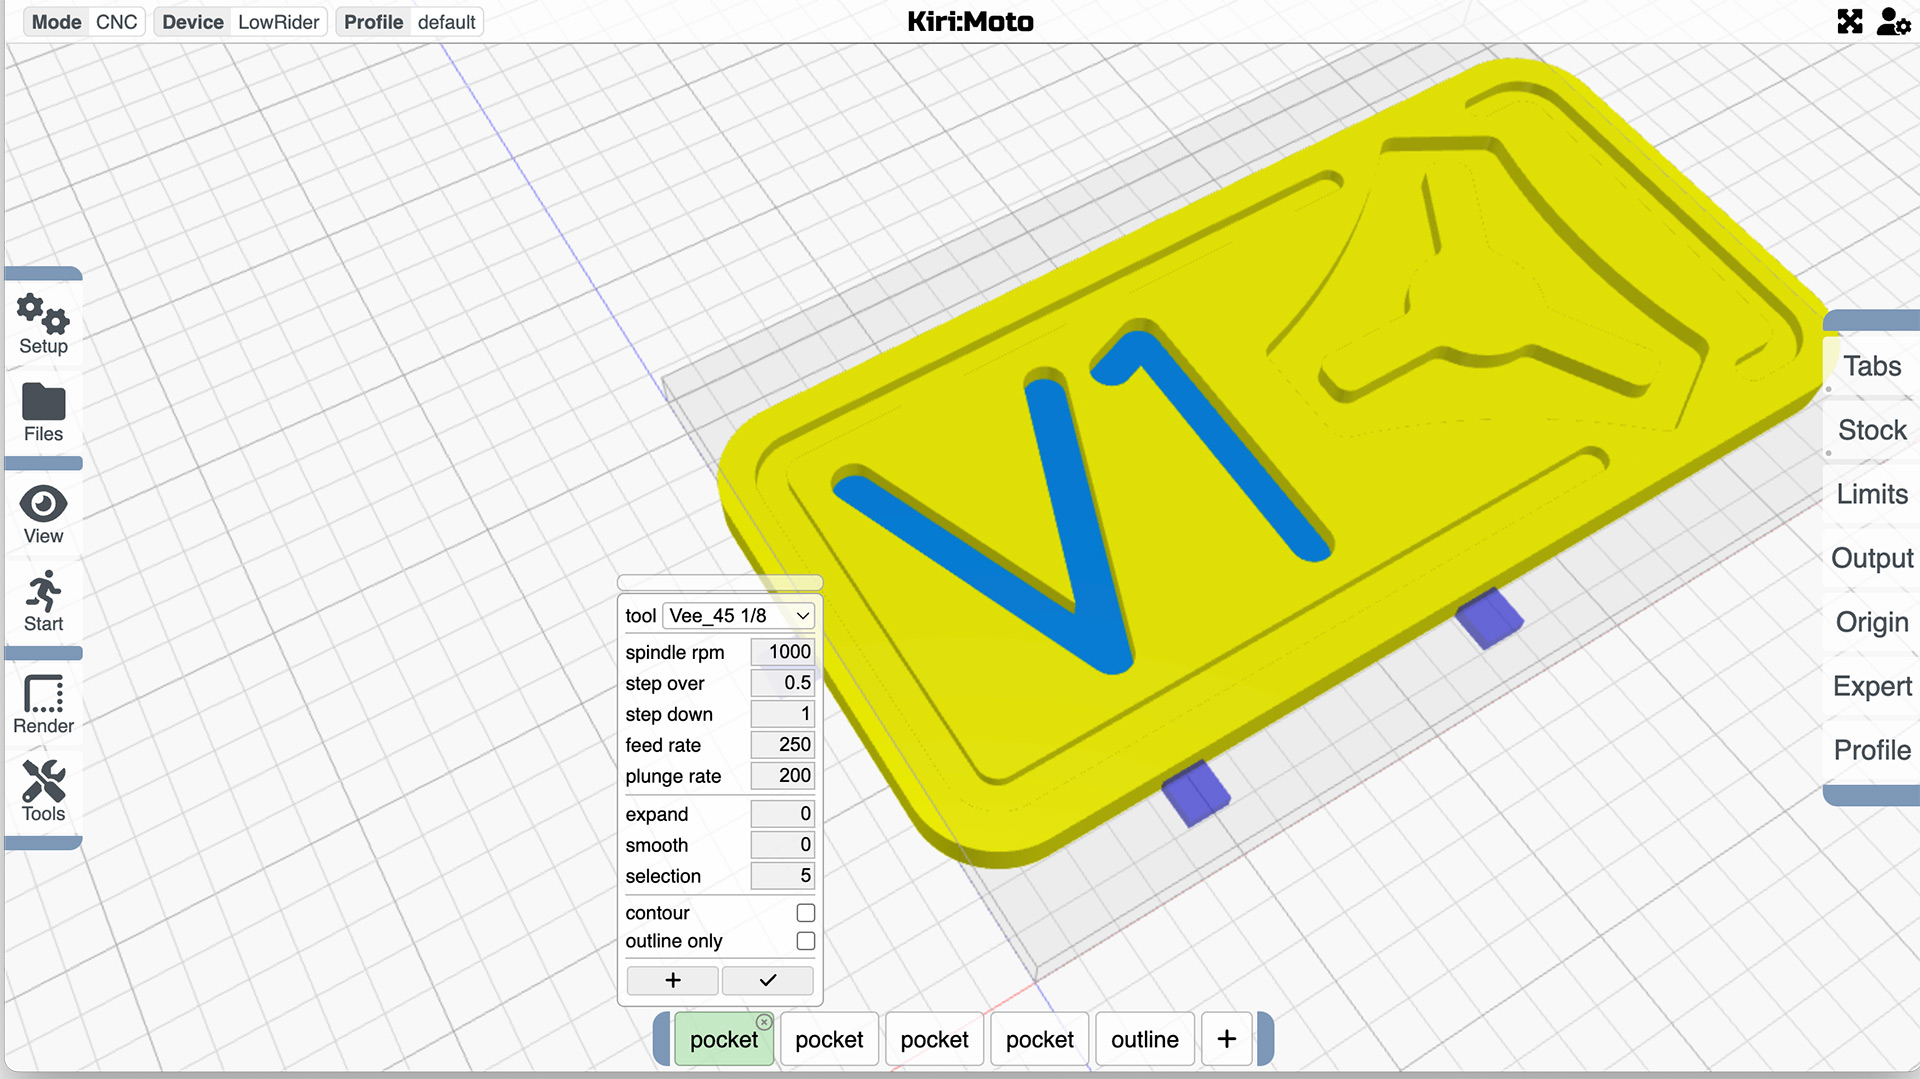 Mode CNC Device LowRider Profile default
Kiri:Moto
Setup
Files
View
Start
Render
Tools
V1
tool Vee_45 1/8
spindle rpm 1000
step over 0.5
step down 1
feed rate 250
plunge rate 200
expand 0
smooth 0
selection 5
contour
outline only
+ ✓
pocket pocket pocket pocket outline +
Tabs
Stock
Limits
Output
Origin
Expert
Profile